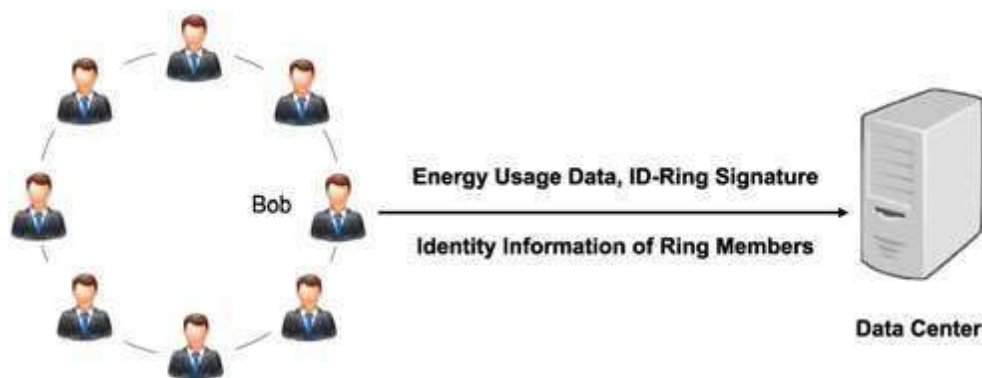 Energy Usage Data, ID-Ring Signature
Bob
Identity Information of Ring Members
Data Center